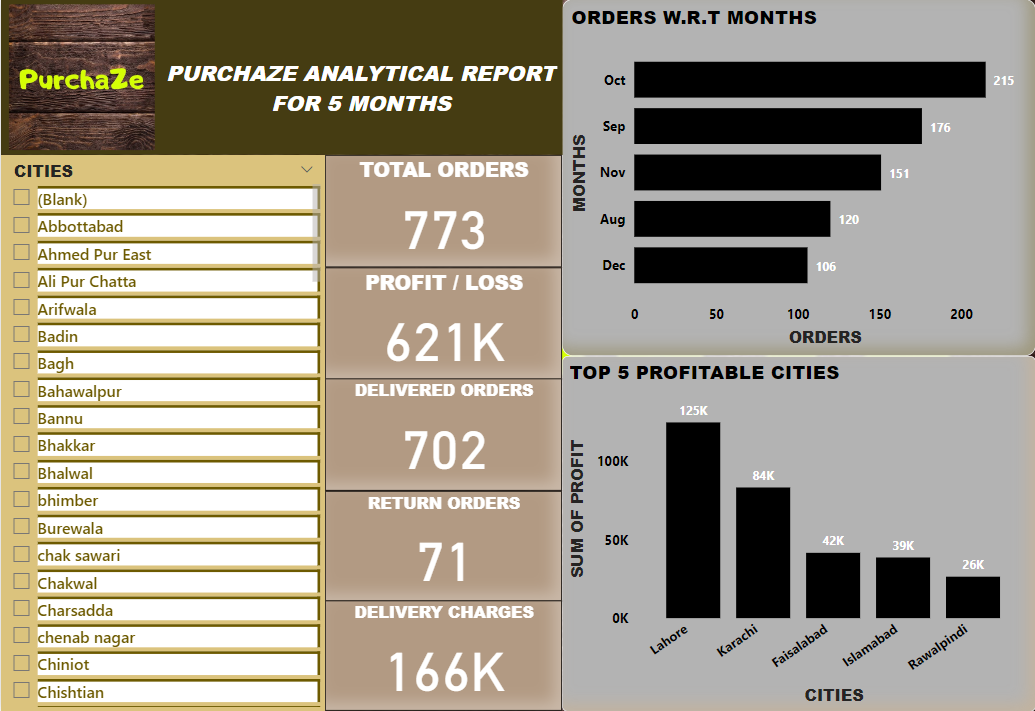 PurchaZe
PURCHAZE ANALYTICAL REPORT
FOR 5 MONTHS
CITIES
(Blank)
Abbottabad
Ahmed Pur East
Ali Pur Chatta
Arifwala
Badin
Bagh
Bahawalpur
Bannu
Bhakkar
Bhalwal
bhimber
Burewala
chak sawari
Chakwal
Charsadda
chenab nagar
Chiniot
Chishtian
TOTAL ORDERS
773
PROFIT / LOSS
621K
DELIVERED ORDERS
702
RETURN ORDERS
71
DELIVERY CHARGES
166K
ORDERS W.R.T MONTHS
MONTHS
Oct 215
Sep 176
Nov 151
Aug 120
Dec 106
0 50 100 150 200
ORDERS
TOP 5 PROFITABLE CITIES
SUM OF PROFIT
100K
50K
0K
125K
84K
42K
39K
26K
Lahore
Karachi
Faisalabad
Islamabad
Rawalpindi
CITIES